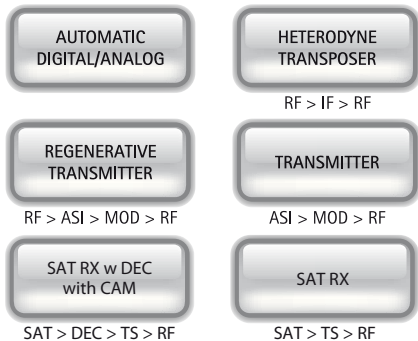 AUTOMATIC
DIGITAL/ANALOG
HETERODYNE
TRANSPOSER
RF > IF > RF
REGENERATIVE
TRANSMITTER
RF > ASI > MOD > RF
TRANSMITTER
ASI > MOD > RF
SAT RX w DEC
with CAM
SAT > DEC > TS > RF
SAT RX
SAT > TS > RF